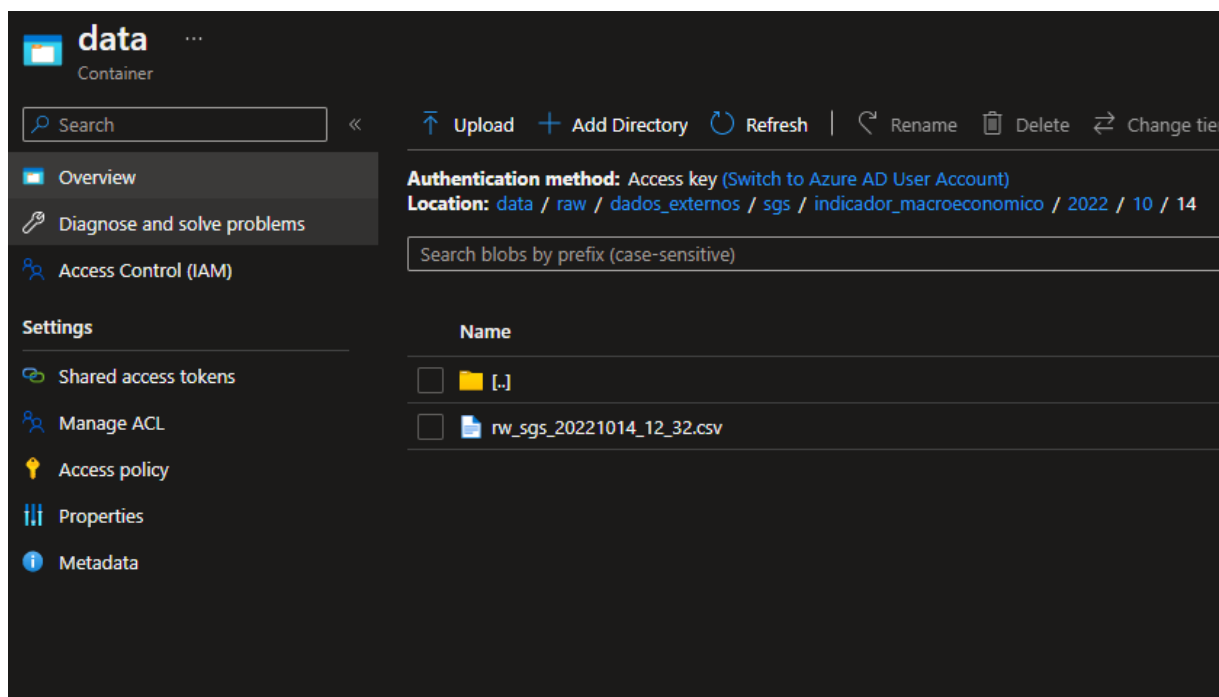 data ...
Container
Search «
Upload Add Directory Refresh Rename Delete Change tier
Overview
Diagnose and solve problems
Access Control (IAM)
Settings
Shared access tokens
Manage ACL
Access policy
Properties
Metadata
Authentication method: Access key (Switch to Azure AD User Account)
Location: data / raw / dados_externos / sgs / indicador_macroeconomico / 2022 / 10 / 14
Search blobs by prefix (case-sensitive)
Name
[..]
rw_sgs_20221014_12_32.csv